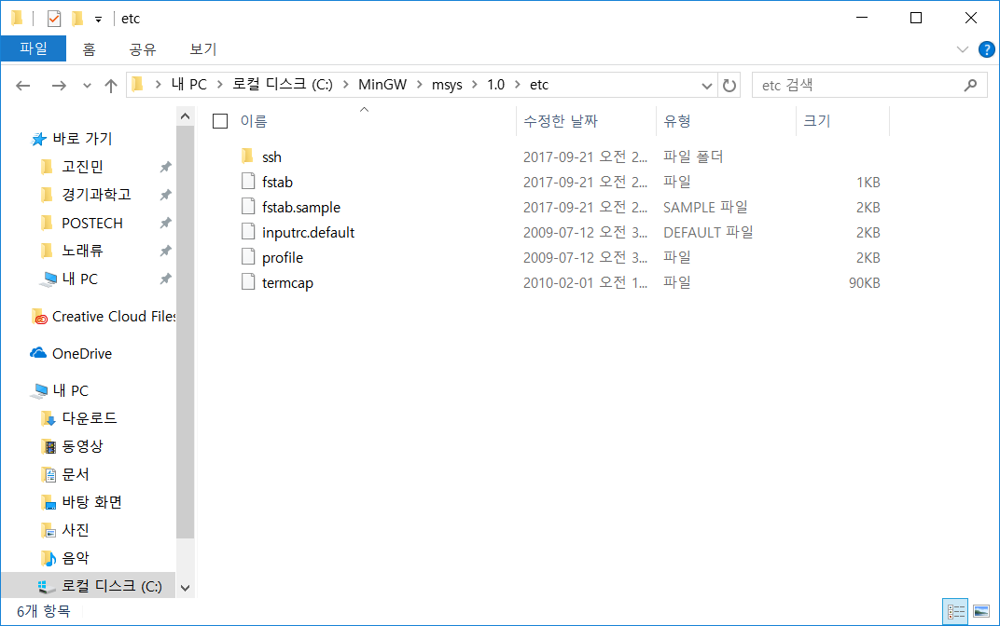 etc
파일 홈 공유 보기
내 PC 로컬 디스크 (C:) MinGW msys 1.0 etc
etc 검색
이름 수정한 날짜 유형 크기
ssh 2017-09-21 오전 2... 파일 폴더
fstab 2017-09-21 오전 2... 파일 1KB
fstab.sample 2017-09-21 오전 2... SAMPLE 파일 2KB
inputrc.default 2009-07-12 오전 3... DEFAULT 파일 2KB
profile 2009-07-12 오전 3... 파일 2KB
termcap 2010-02-01 오전 1... 파일 90KB
바로 가기
고진민
경기과학고
POSTECH
노래류
내 PC
Creative Cloud Files
OneDrive
내 PC
다운로드
동영상
문서
바탕 화면
사진
음악
로컬 디스크 (C:)
6개 항목